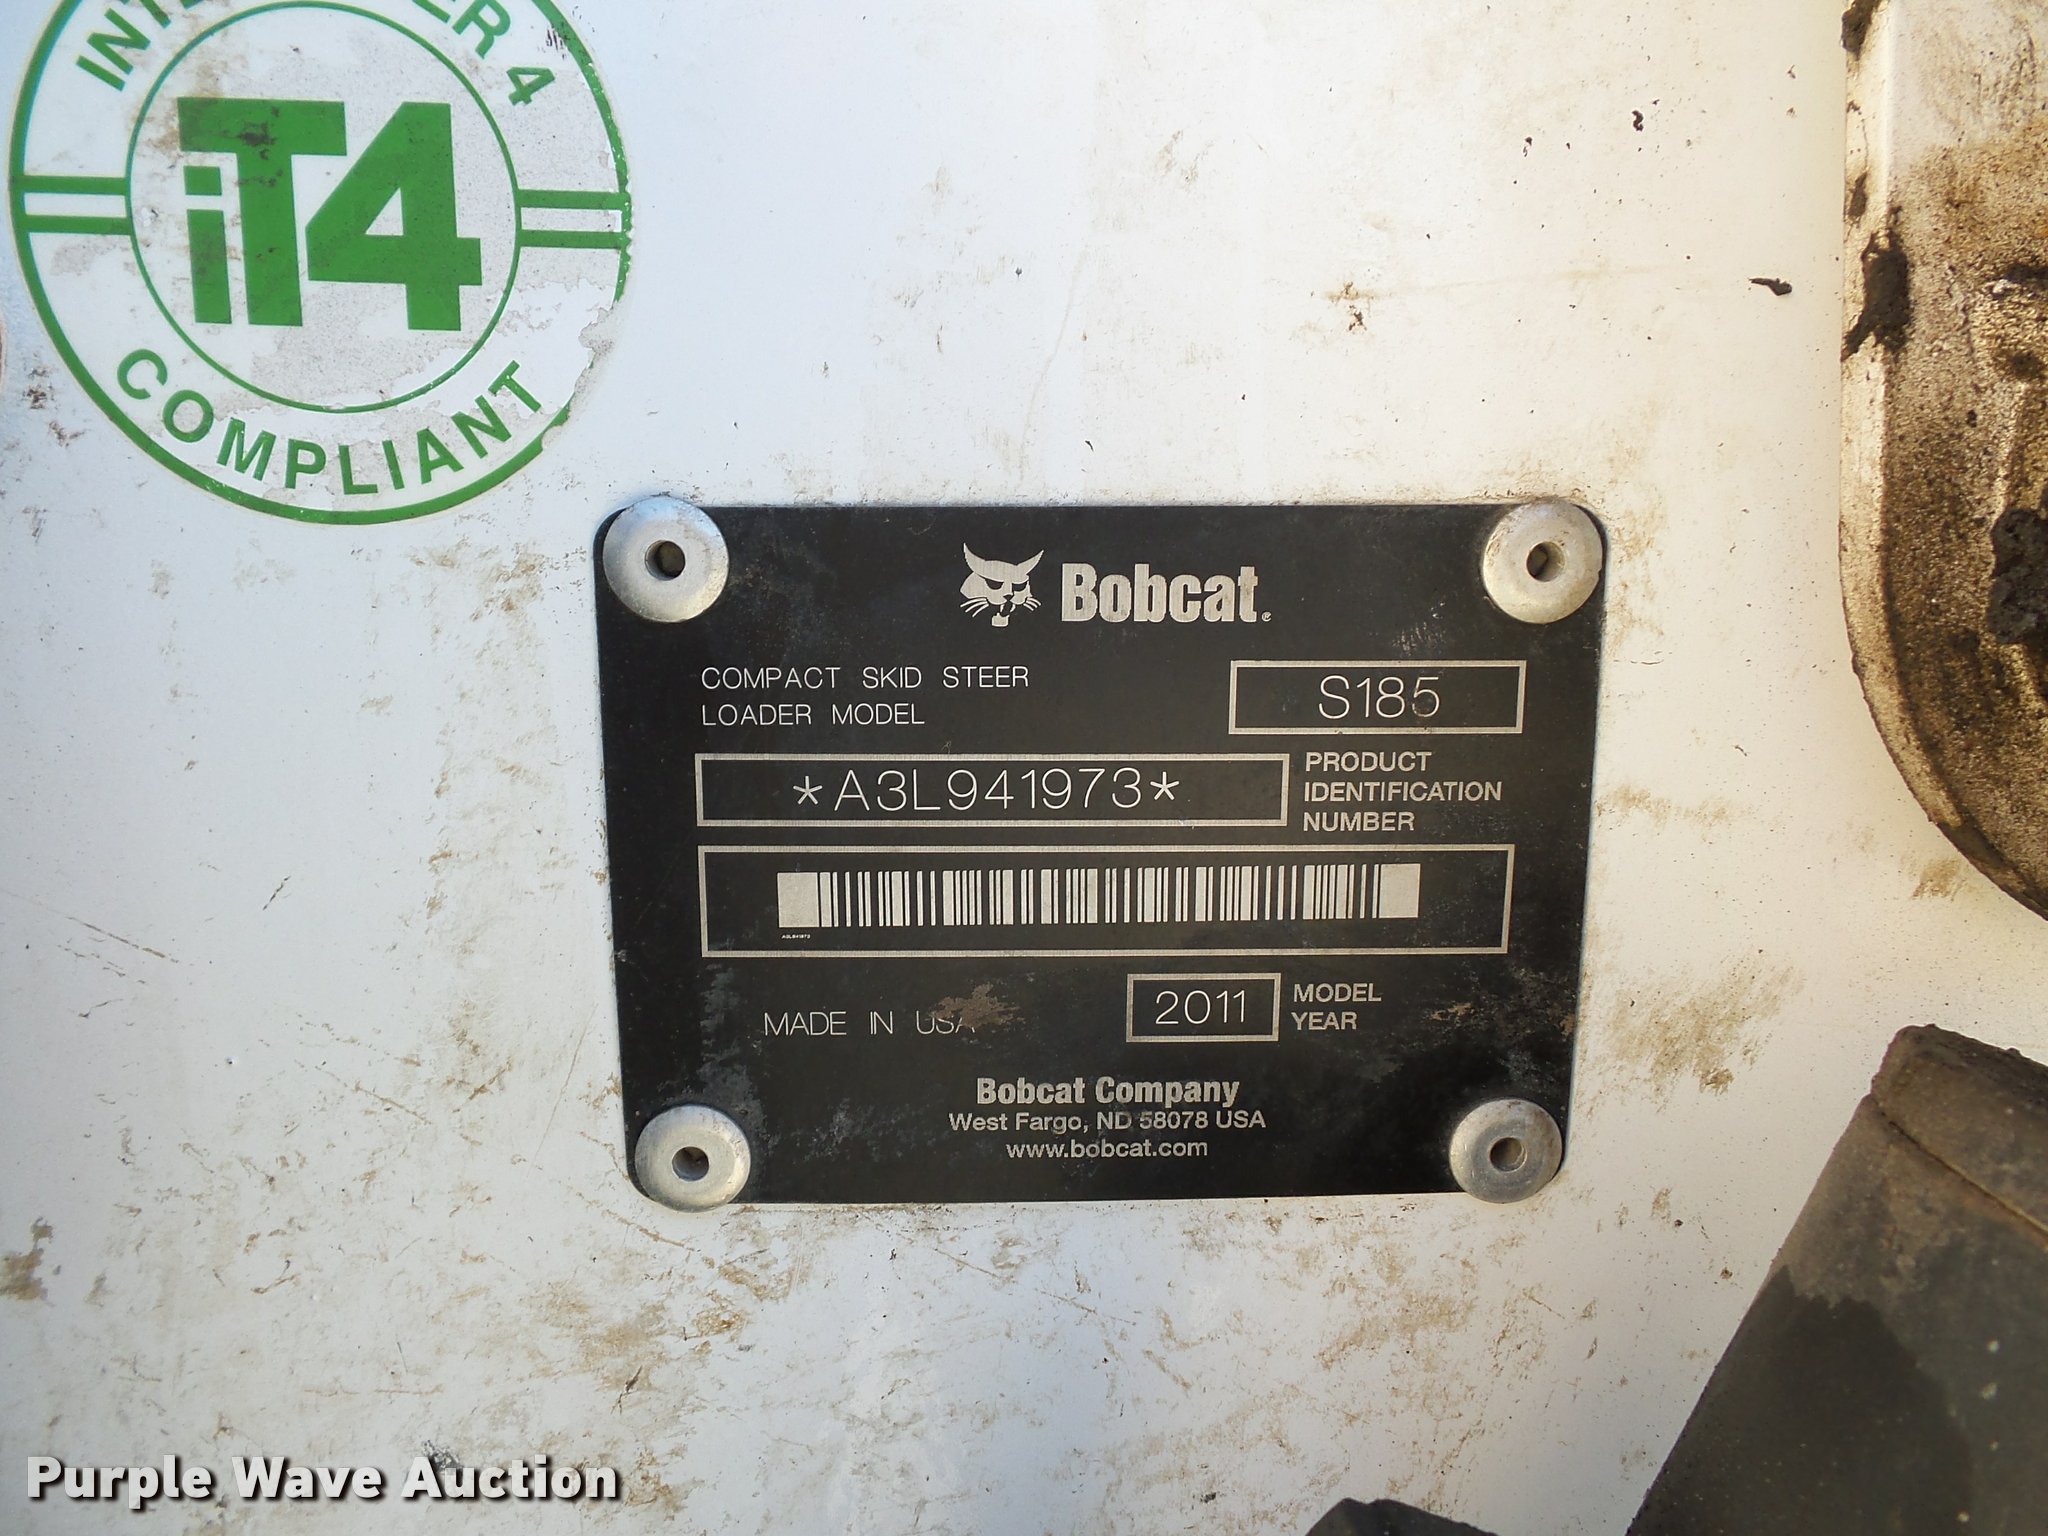 iT4
COMPLIANT
Bobcat®
COMPACT SKID STEER
LOADER MODEL
S185
*A3L941973*
PRODUCT
IDENTIFICATION
NUMBER
A3L941973
MADE IN USA
2011
MODEL
YEAR
Bobcat Company
West Fargo, ND 58078 USA
www.bobcat.com
Purple Wave Auction